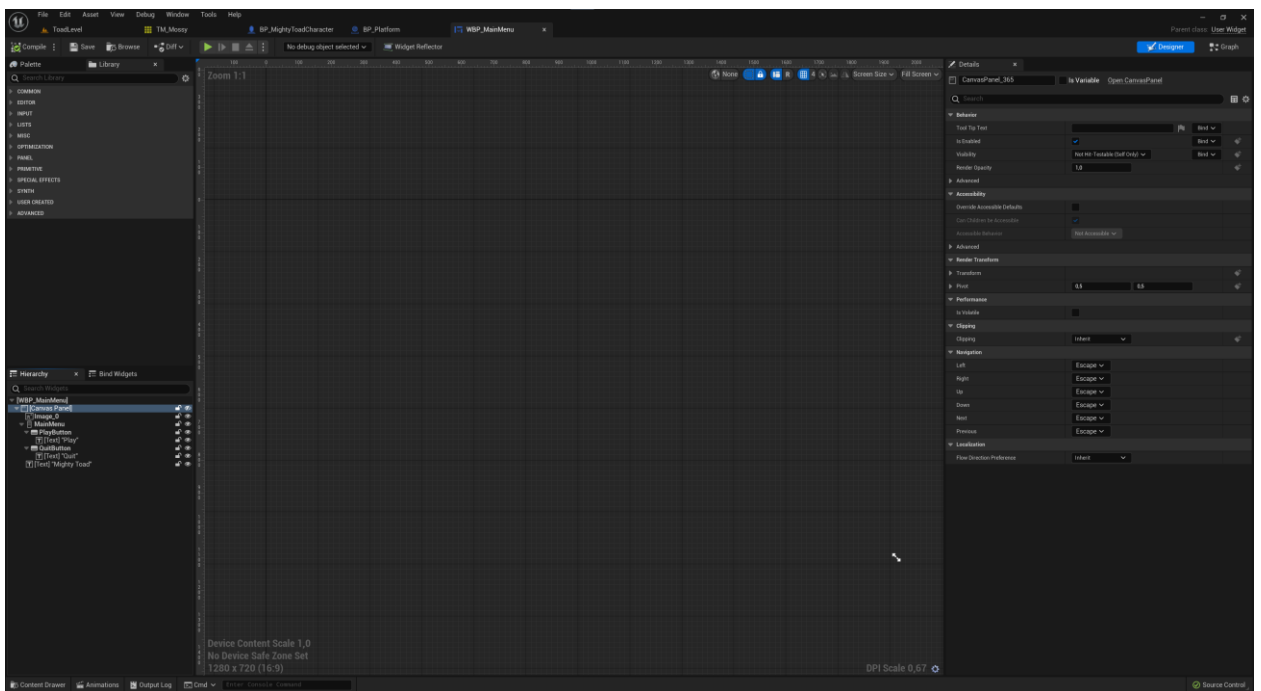 File Edit Asset View Debug Window Tools Help
ToadLevel TM_Mossy BP_MightyToadCharacter BP_Platform WBP_MainMenu
Parent class: User Widget
Compile Save Browse Diff No debug object selected Widget Reflector Designer Graph
Palette Library
Search Library
COMMON
EDITOR
INPUT
LISTS
MISC
OPTIMIZATION
PANEL
PRIMITIVE
SPECIAL EFFECTS
SYNTH
USER CREATED
ADVANCED
Hierarchy Bind Widgets
Search Widgets
[WBP_MainMenu]
[Canvas Panel]
Image_0
MainMenu
PlayButton
[Text] "Play"
QuitButton
[Text] "Quit"
[Text] "Mighty Toad"
Zoom 1:1
None R 4 Screen Size Fill Screen
Device Content Scale 1,0
No Device Safe Zone Set
1280 x 720 (16:9)
DPI Scale 0,67
Details
CanvasPanel_365 Is Variable Open CanvasPanel
Search
Behavior
Tool Tip Text Bind
Is Enabled Bind
Visibility Not Hit-Testable (Self Only) Bind
Render Opacity 1,0
Advanced
Accessibility
Override Accessible Defaults
Can Children be Accessible
Accessible Behavior Not Accessible
Advanced
Render Transform
Transform
Pivot 0,5 0,5
Performance
Is Volatile
Clipping
Clipping Inherit
Navigation
Left Escape
Right Escape
Up Escape
Down Escape
Next Escape
Previous Escape
Localization
Flow Direction Preference Inherit
Content Drawer Animations Output Log Cmd Enter Console Command Source Control